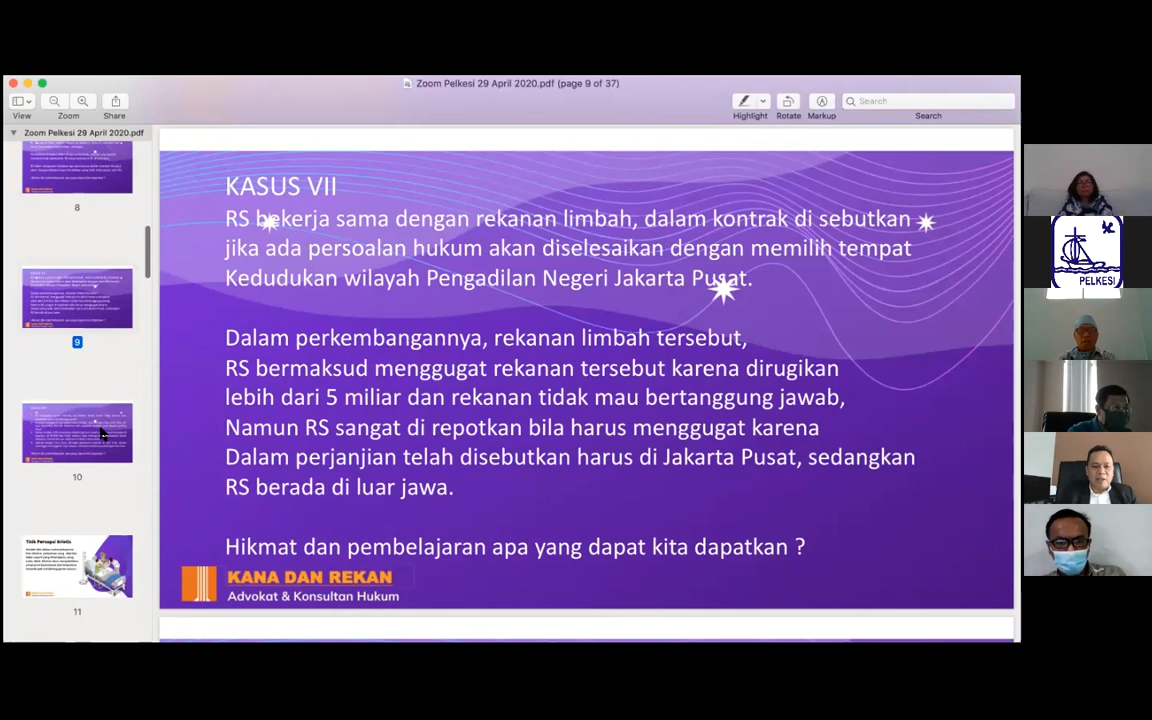 Zoom Pelkesi 29 April 2020.pdf (page 9 of 37)
View
Zoom
Share
Highlight
Rotate
Markup
Search
Search
Zoom Pelkesi 29 April 2020.pdf
8
9
10
Titik Persepsi Kristis
11
KASUS VII
RS bekerja sama dengan rekanan limbah, dalam kontrak di sebutkan
jika ada persoalan hukum akan diselesaikan dengan memilih tempat
Kedudukan wilayah Pengadilan Negeri Jakarta Pusat.
Dalam perkembangannya, rekanan limbah tersebut,
RS bermaksud menggugat rekanan tersebut karena dirugikan
lebih dari 5 miliar dan rekanan tidak mau bertanggung jawab,
Namun RS sangat di repotkan bila harus menggugat karena
Dalam perjanjian telah disebutkan harus di Jakarta Pusat, sedangkan
RS berada di luar jawa.
Hikmat dan pembelajaran apa yang dapat kita dapatkan ?
KANA DAN REKAN
Advokat & Konsultan Hukum
PELKESI